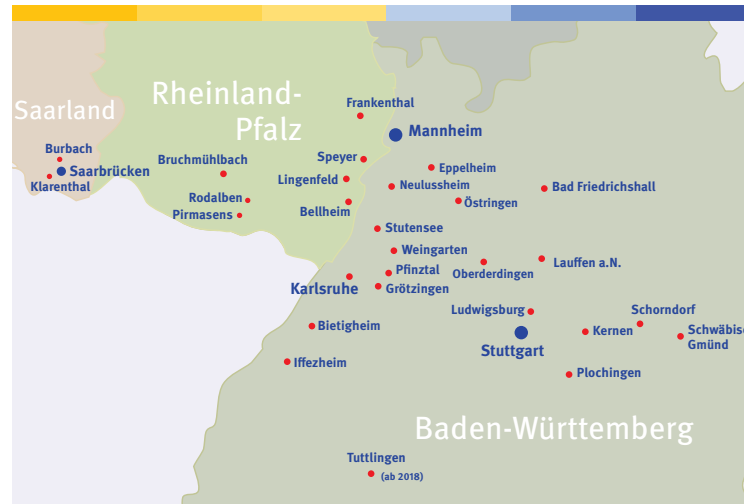 Saarland
Rheinland-
Pfalz
Frankenthal
Mannheim
Burbach
Saarbrücken
Klarenthal
Bruchmühlbach
Speyer
Eppelheim
Lingenfeld
Neulussheim
Bad Friedrichshall
Rodalben
Östringen
Pirmasens
Bellheim
Stutensee
Weingarten
Pfinztal
Oberderdingen
Lauffen a.N.
Karlsruhe
Grötzingen
Ludwigsburg
Schorndorf
Bietigheim
Kernen
Schwäbisc
Gmünd
Stuttgart
Iffezheim
Plochingen
Baden-Württemberg
Tuttlingen
(ab 2018)